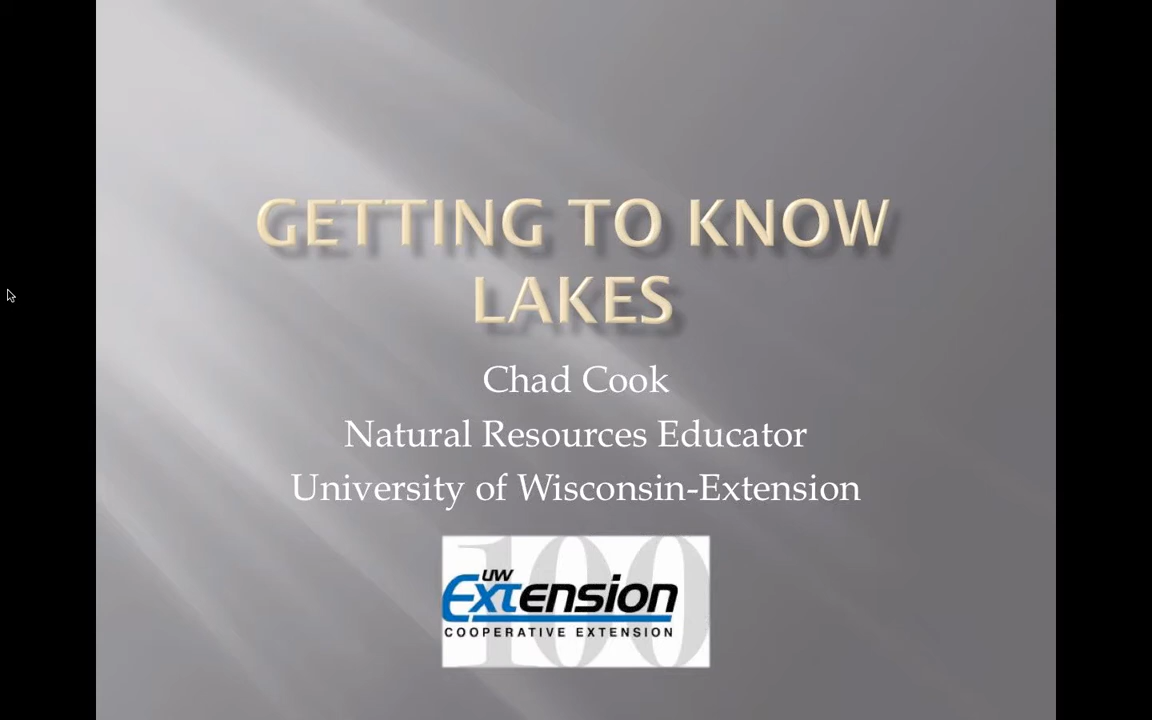 GETTING TO KNOW
LAKES
Chad Cook
Natural Resources Educator
University of Wisconsin-Extension
100
UW
Extension
COOPERATIVE EXTENSION